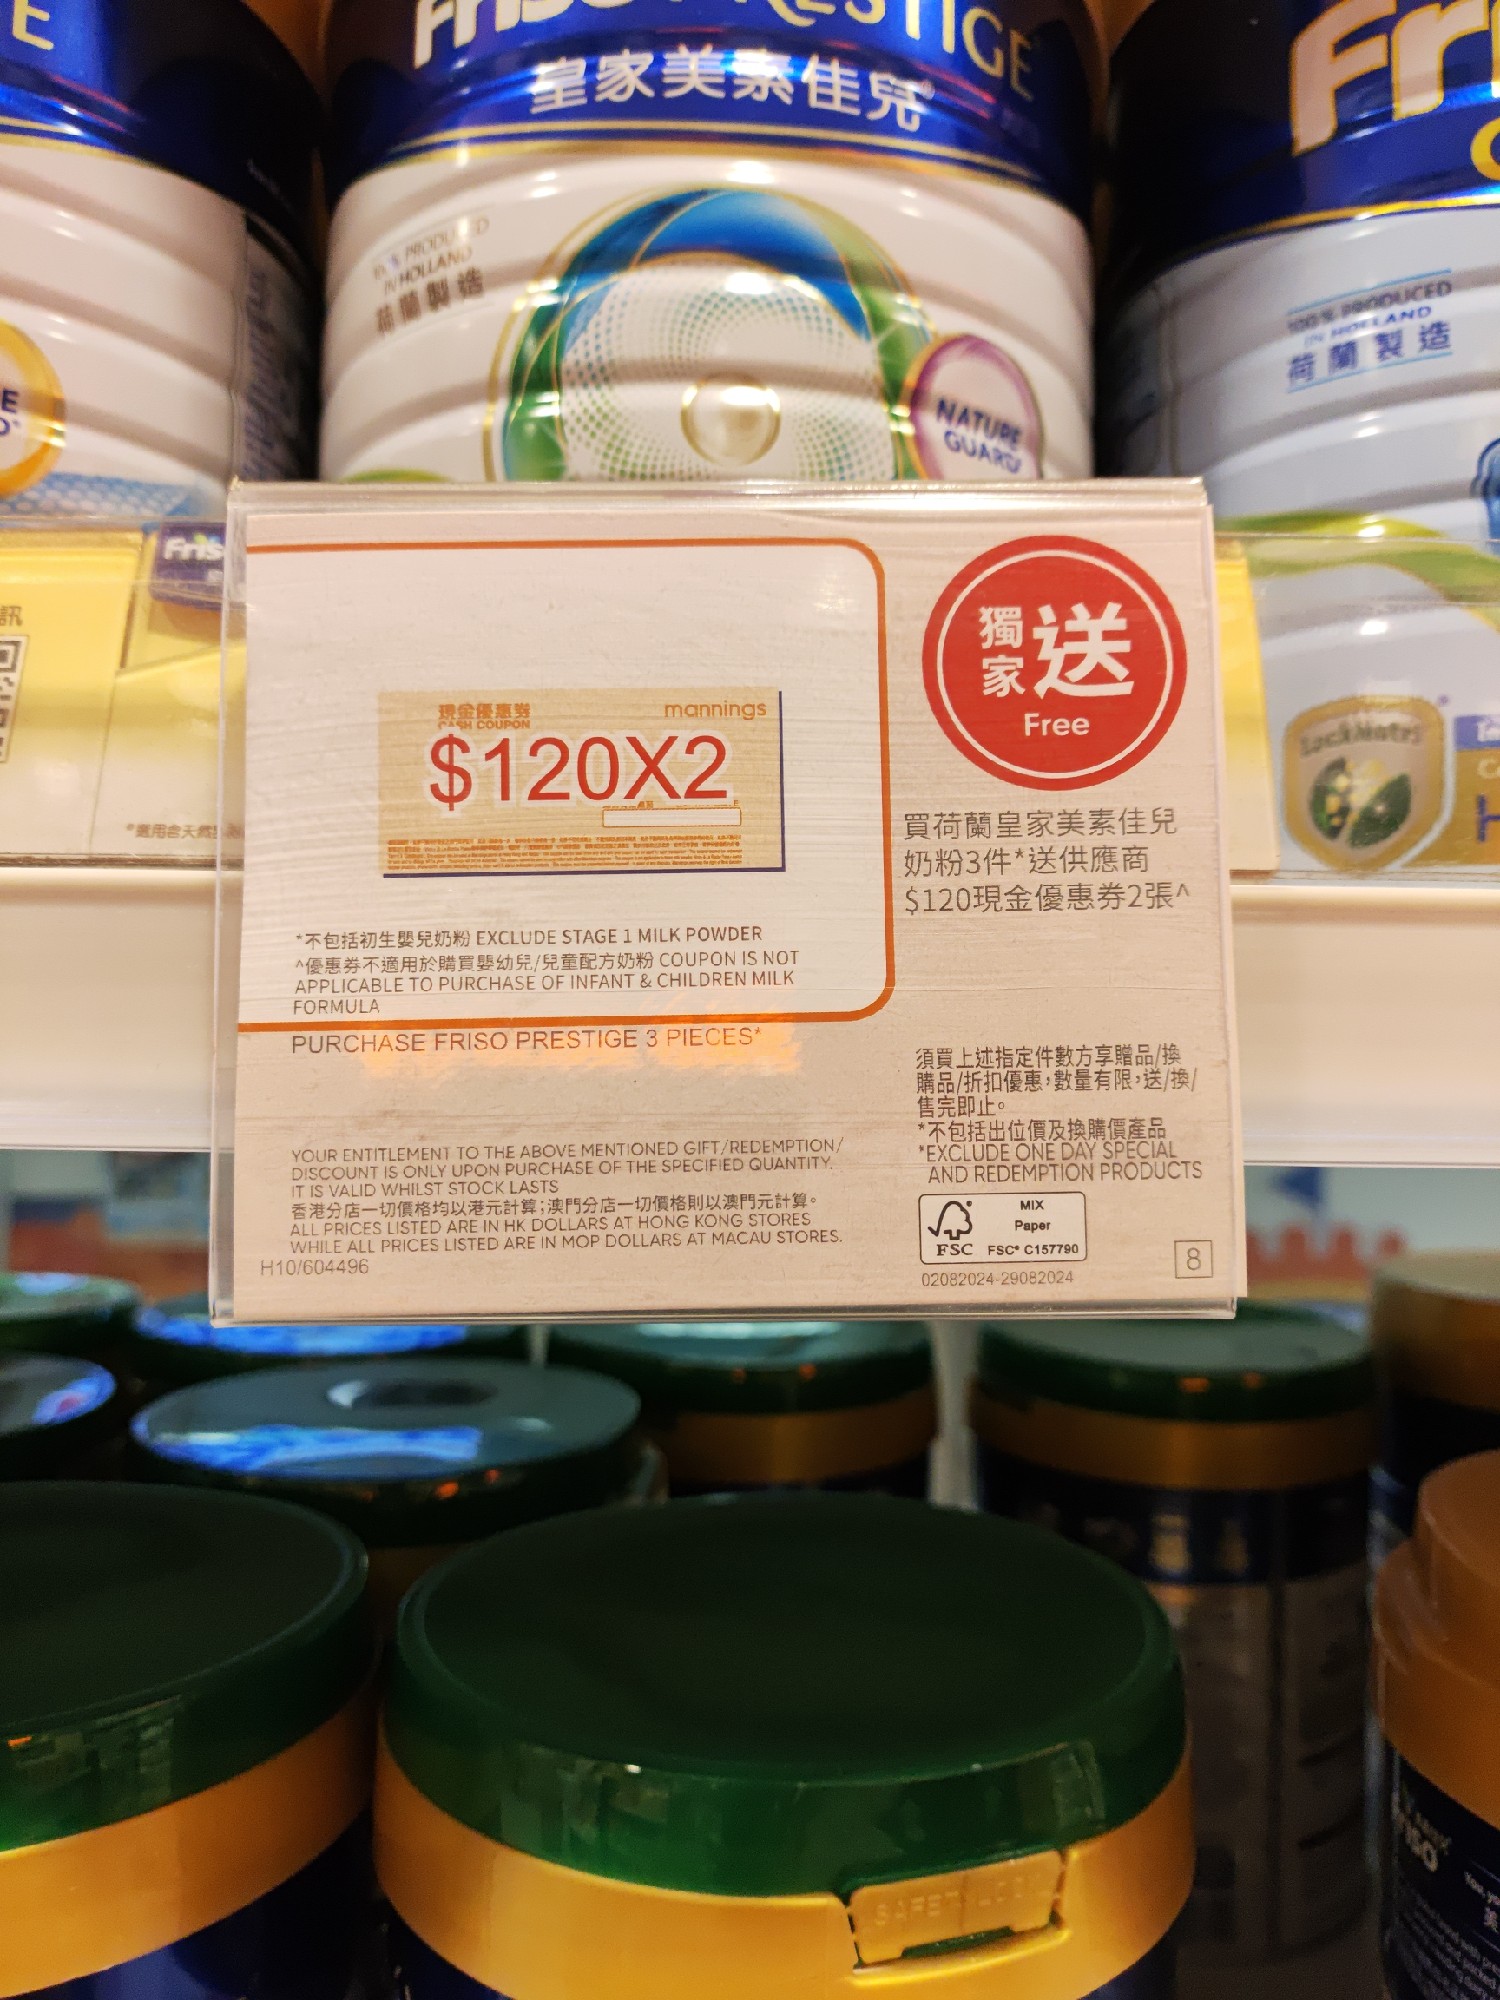 E
Friso PRESTIGE
皇家美素佳兒
Fri
100% PRODUCED
IN HOLLAND
荷蘭製造
100% PRODUCED
IN HOLLAND
荷蘭製造
NATURE
GUARD
E
訊
現金優惠券
CASH COUPON
mannings
$120X2
獨家送
Free
買荷蘭皇家美素佳兒
奶粉3件*送供應商
$120現金優惠券2張^
*不包括初生嬰兒奶粉 EXCLUDE STAGE 1 MILK POWDER
^優惠券不適用於購買嬰幼兒/兒童配方奶粉 COUPON IS NOT
APPLICABLE TO PURCHASE OF INFANT & CHILDREN MILK
FORMULA
PURCHASE FRISO PRESTIGE 3 PIECES*
須買上述指定件數方享贈品/換
購品/折扣優惠，數量有限，送/換/
售完即止。
*不包括出位價及換購價產品
*EXCLUDE ONE DAY SPECIAL
AND REDEMPTION PRODUCTS
YOUR ENTITLEMENT TO THE ABOVE MENTIONED GIFT/REDEMPTION/
DISCOUNT IS ONLY UPON PURCHASE OF THE SPECIFIED QUANTITY.
IT IS VALID WHILST STOCK LASTS
香港分店一切價格均以港元計算；澳門分店一切價格則以澳門元計算。
ALL PRICES LISTED ARE IN HK DOLLARS AT HONG KONG STORES
WHILE ALL PRICES LISTED ARE IN MOP DOLLARS AT MACAU STORES.
H10/604496
FSC
MIX
Paper
FSC® C157790
02082024-29082024
8
LockNutri
SAFETY LOCK